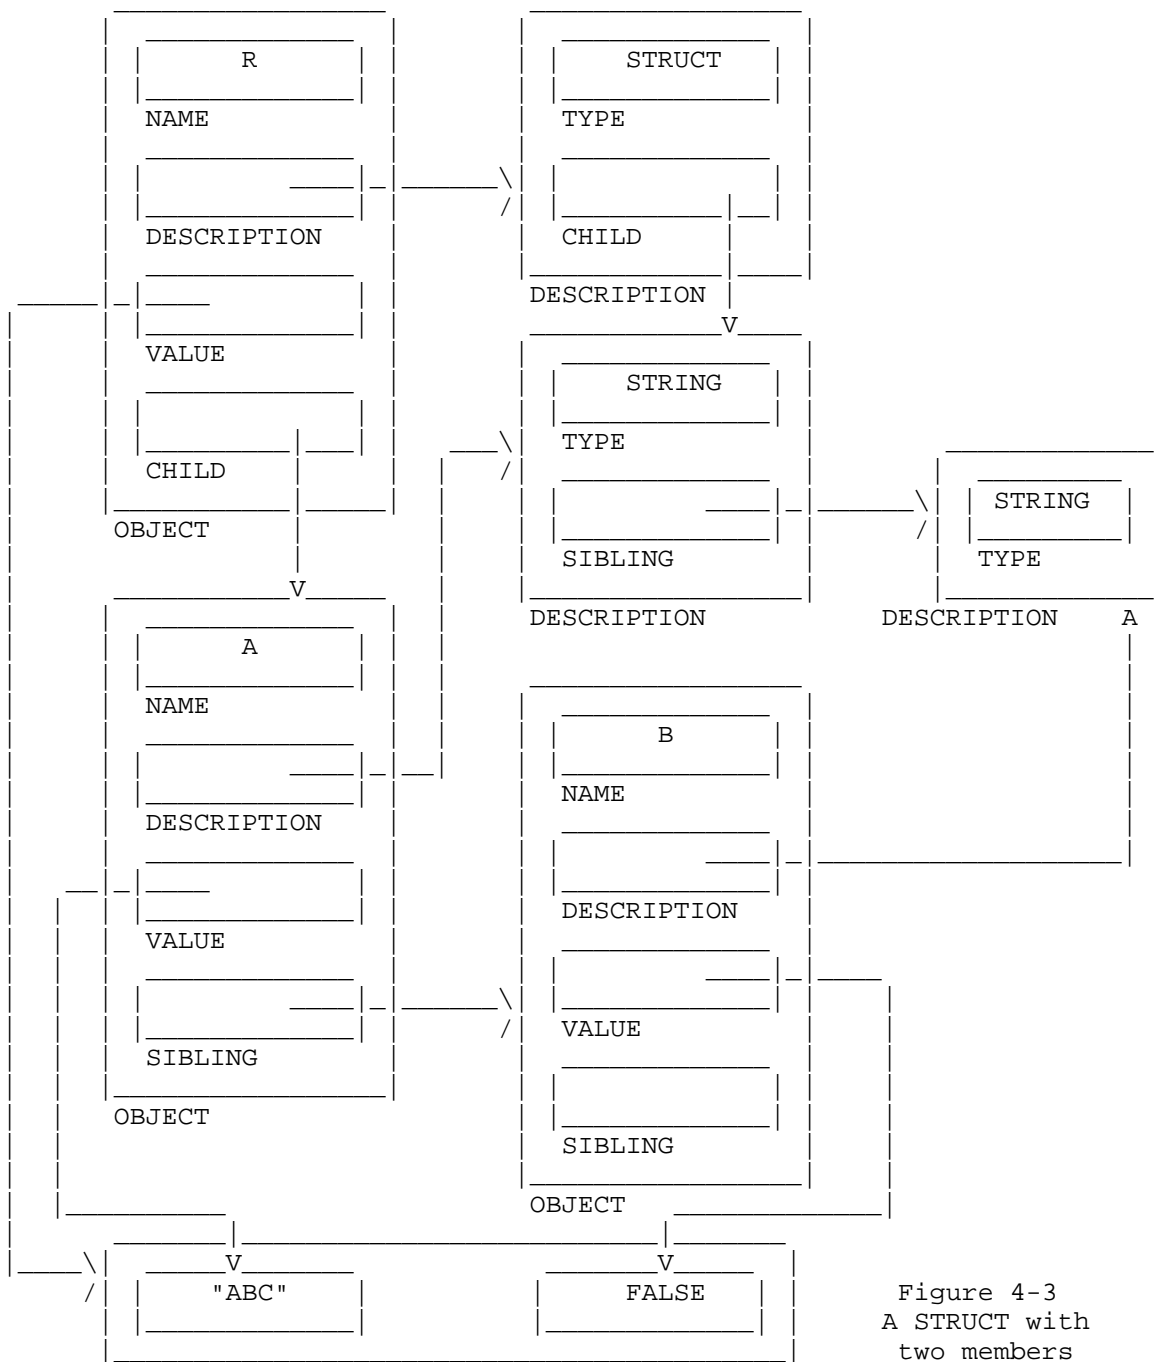 R STRUCT
NAME TYPE
DESCRIPTION CHILD
DESCRIPTION
V
VALUE
STRING
TYPE
CHILD
STRING
OBJECT
SIBLING TYPE
V
DESCRIPTION DESCRIPTION A
A
NAME
B
NAME
DESCRIPTION
DESCRIPTION
VALUE
VALUE
SIBLING
OBJECT
SIBLING
OBJECT
V V
"ABC" FALSE Figure 4-3
A STRUCT with
two members